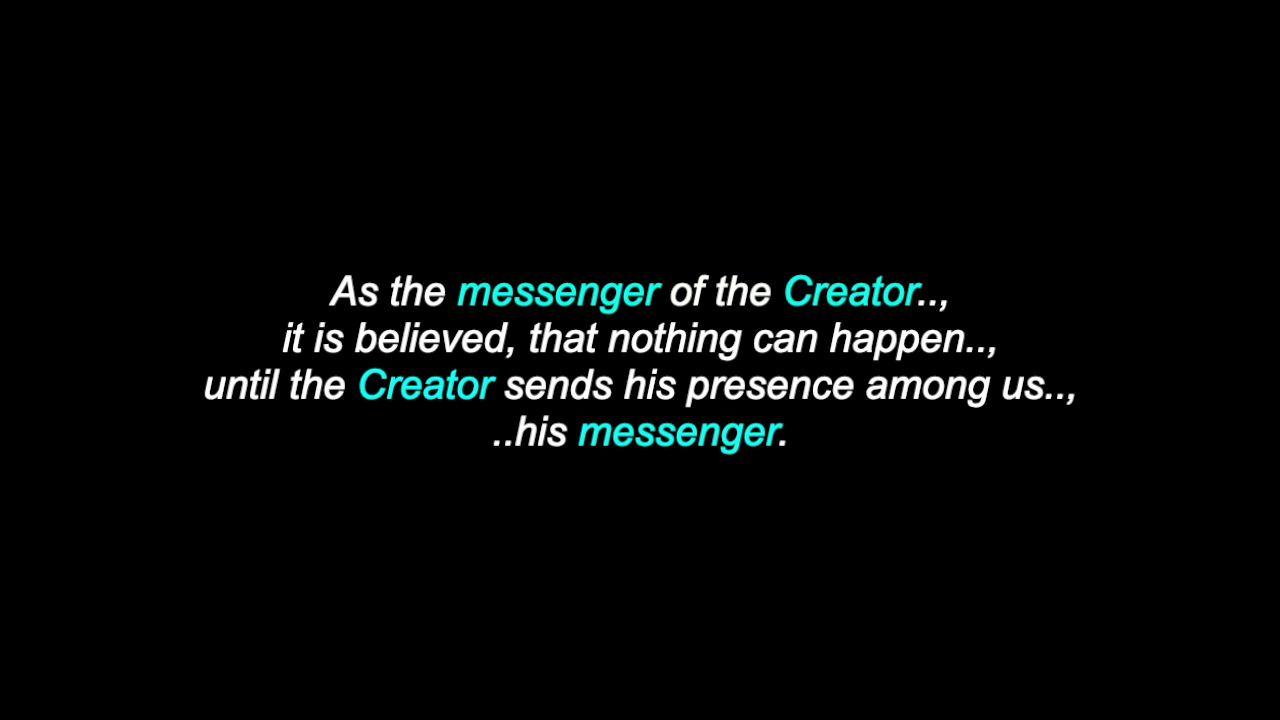 As the messenger of the Creator..,
it is believed, that nothing can happen..,
until the Creator sends his presence among us..,
..his messenger.